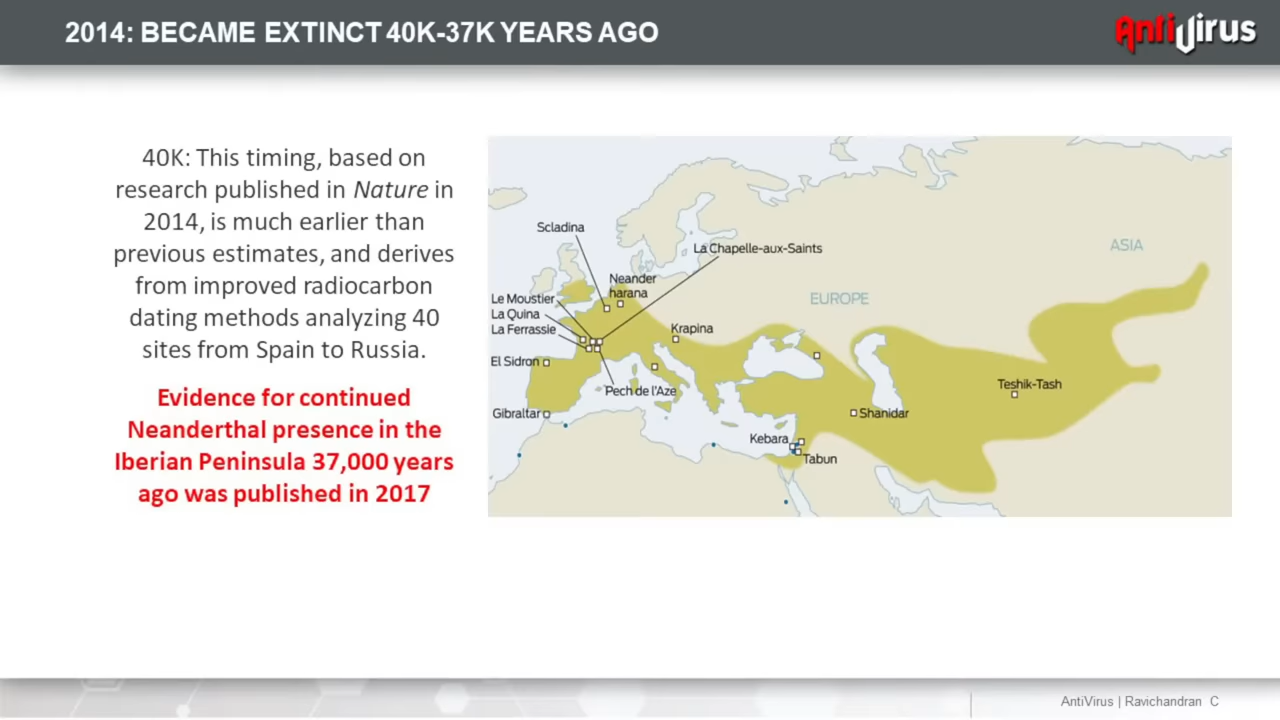 2014: BECAME EXTINCT 40K-37K YEARS AGO
AntiVirus
40K: This timing, based on
research published in Nature in
2014, is much earlier than
previous estimates, and derives
from improved radiocarbon
dating methods analyzing 40
sites from Spain to Russia.
Evidence for continued
Neanderthal presence in the
Iberian Peninsula 37,000 years
ago was published in 2017
Scladina
La Chapelle-aux-Saints
ASIA
Neander
harana
EUROPE
Le Moustier
La Quina
La Ferrassie
Krapina
El Sidron
Pech de l'Aze
Teshik-Tash
Gibraltar
Shanidar
Kebara
Tabun
AntiVirus | Ravichandran C